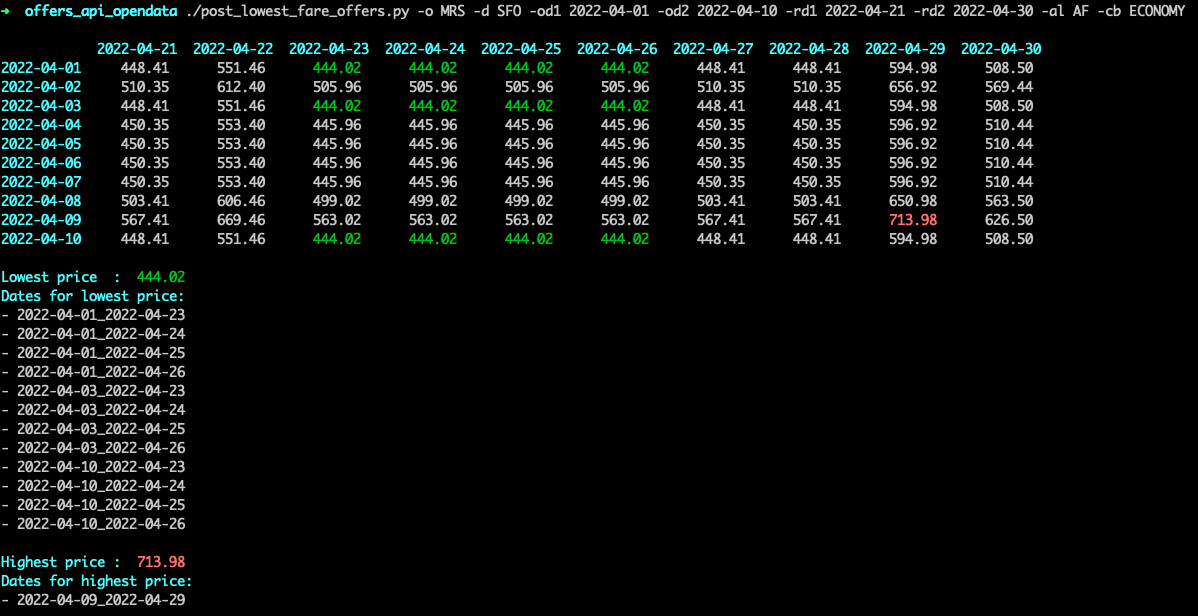 ➜ offers_api_opendata ./post_lowest_fare_offers.py -o MRS -d SFO -od1 2022-04-01 -od2 2022-04-10 -rd1 2022-04-21 -rd2 2022-04-30 -al AF -cb ECONOMY
2022-04-21 2022-04-22 2022-04-23 2022-04-24 2022-04-25 2022-04-26 2022-04-27 2022-04-28 2022-04-29 2022-04-30
2022-04-01 448.41 551.46 444.02 444.02 444.02 444.02 448.41 448.41 594.98 508.50
2022-04-02 510.35 612.40 505.96 505.96 505.96 505.96 510.35 510.35 656.92 569.44
2022-04-03 448.41 551.46 444.02 444.02 444.02 444.02 448.41 448.41 594.98 508.50
2022-04-04 450.35 553.40 445.96 445.96 445.96 445.96 450.35 450.35 596.92 510.44
2022-04-05 450.35 553.40 445.96 445.96 445.96 445.96 450.35 450.35 596.92 510.44
2022-04-06 450.35 553.40 445.96 445.96 445.96 445.96 450.35 450.35 596.92 510.44
2022-04-07 450.35 553.40 445.96 445.96 445.96 445.96 450.35 450.35 596.92 510.44
2022-04-08 503.41 606.46 499.02 499.02 499.02 499.02 503.41 503.41 650.98 563.50
2022-04-09 567.41 669.46 563.02 563.02 563.02 563.02 567.41 567.41 713.98 626.50
2022-04-10 448.41 551.46 444.02 444.02 444.02 444.02 448.41 448.41 594.98 508.50
Lowest price : 444.02
Dates for lowest price:
- 2022-04-01_2022-04-23
- 2022-04-01_2022-04-24
- 2022-04-01_2022-04-25
- 2022-04-01_2022-04-26
- 2022-04-03_2022-04-23
- 2022-04-03_2022-04-24
- 2022-04-03_2022-04-25
- 2022-04-03_2022-04-26
- 2022-04-10_2022-04-23
- 2022-04-10_2022-04-24
- 2022-04-10_2022-04-25
- 2022-04-10_2022-04-26
Highest price : 713.98
Dates for highest price:
- 2022-04-09_2022-04-29